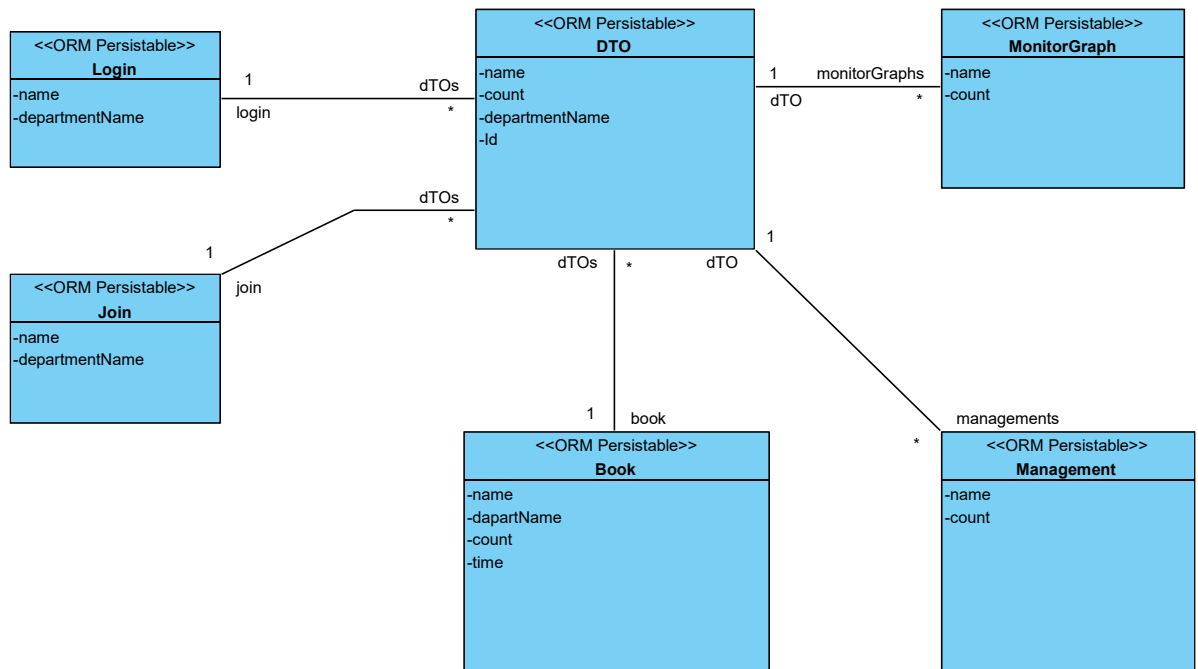 <<ORM Persistable>>
Login
-name
-departmentName
1
login
dTOs
*
<<ORM Persistable>>
DTO
-name
-count
-departmentName
-Id
1
dTO
monitorGraphs
*
<<ORM Persistable>>
MonitorGraph
-name
-count
dTOs
*
1
join
<<ORM Persistable>>
Join
-name
-departmentName
dTOs
*
dTO
1
1
book
<<ORM Persistable>>
Book
-name
-dapartName
-count
-time
managements
*
<<ORM Persistable>>
Management
-name
-count